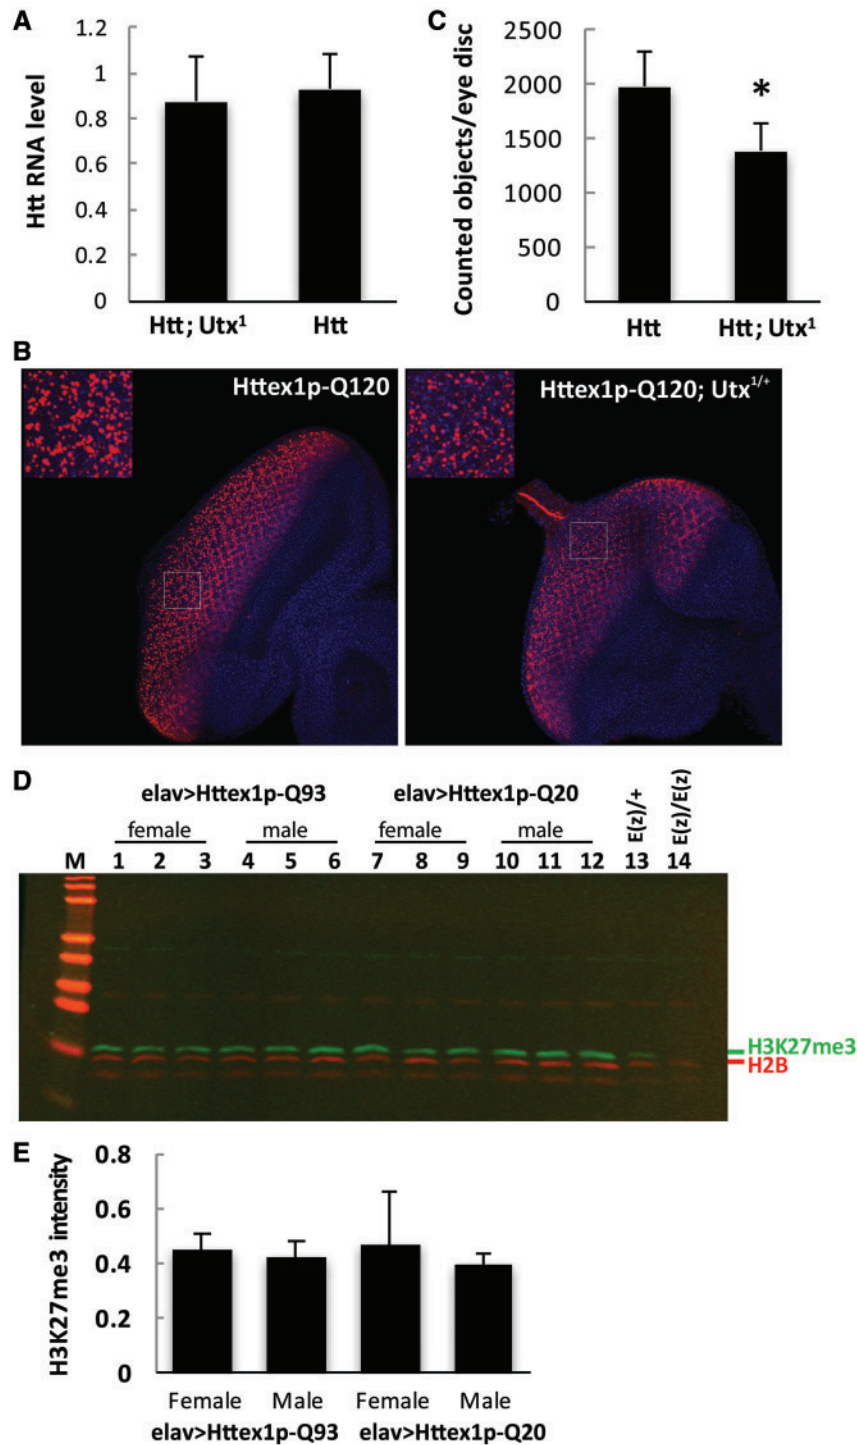 A
Htt RNA level
1.2
1
0.8
0.6
0.4
0.2
0
Htt; Utx¹
Htt
C
Counted objects/eye disc
2500
2000
1500
1000
500
0
*
Htt
Htt; Utx¹
B
Httex1p-Q120
Httex1p-Q120; Utx¹/⁺
D
elav>Httex1p-Q93
elav>Httex1p-Q20
female
male
female
male
E(z)/+
E(z)/E(z)
M 1 2 3 4 5 6 7 8 9 10 11 12 13 14
H3K27me3
H2B
E
H3K27me3 intensity
0.8
0.6
0.4
0.2
0
Female Male Female Male
elav>Httex1p-Q93 elav>Httex1p-Q20